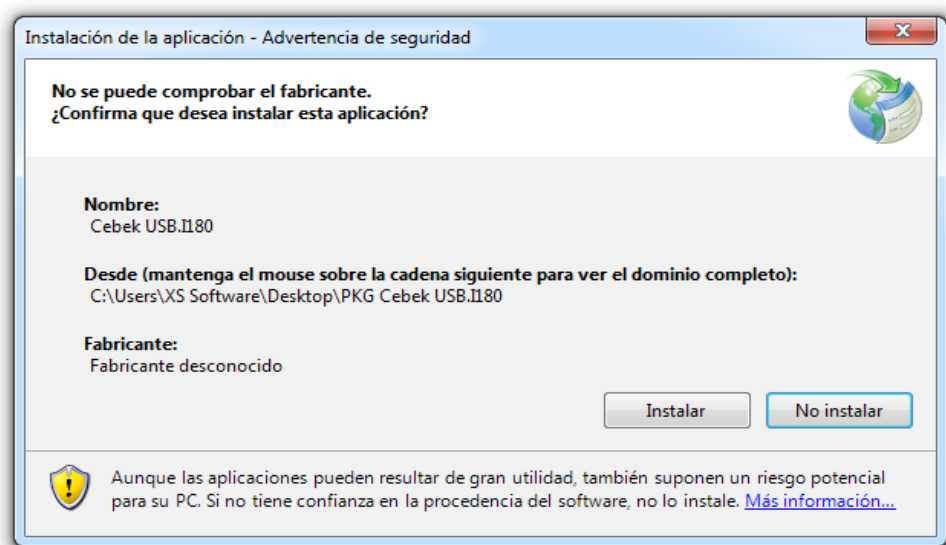 Instalación de la aplicación - Advertencia de seguridad
No se puede comprobar el fabricante.
¿Confirma que desea instalar esta aplicación?
Nombre:
Cebek USB.I180
Desde (mantenga el mouse sobre la cadena siguiente para ver el dominio completo):
C:\Users\XS Software\Desktop\PKG Cebek USB.I180
Fabricante:
Fabricante desconocido
Instalar
No instalar
Aunque las aplicaciones pueden resultar de gran utilidad, también suponen un riesgo potencial
para su PC. Si no tiene confianza en la procedencia del software, no lo instale. Más información...